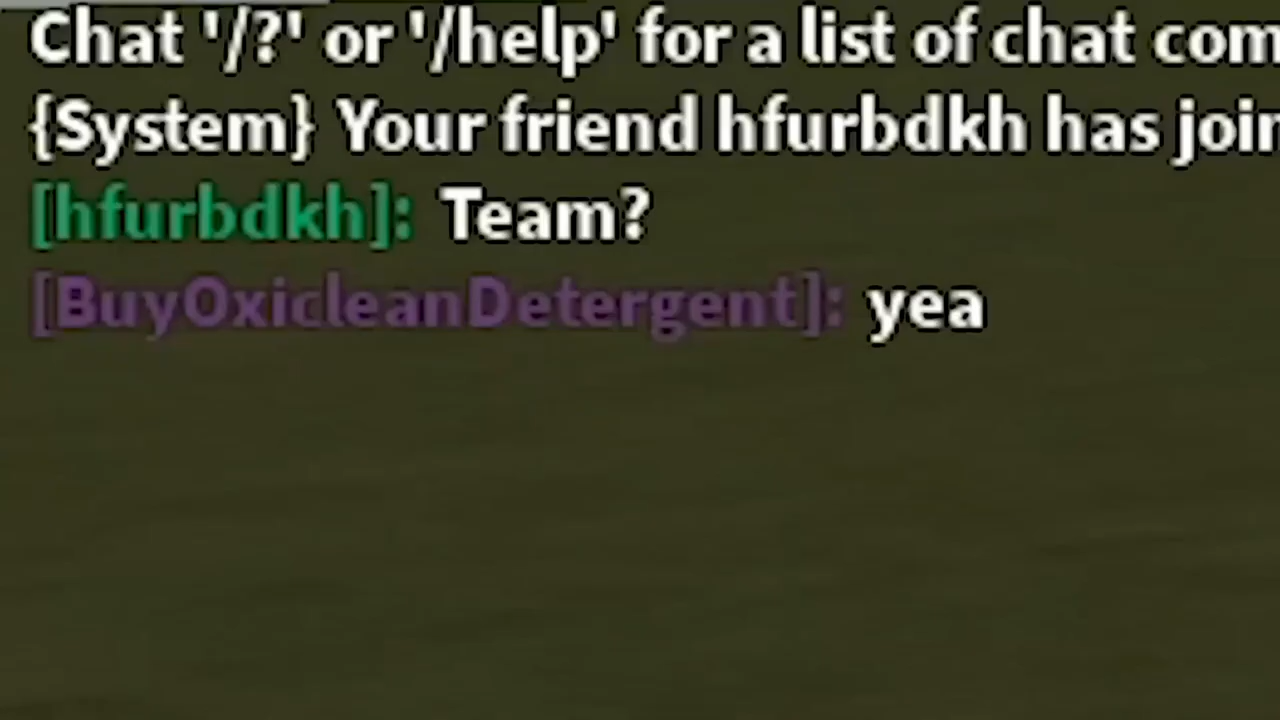 Chat '/?' or '/help' for a list of chat com
{System} Your friend hfurbdkh has join
[hfurbdkh]: Team?
[BuyOxicleanDetergent]: yea